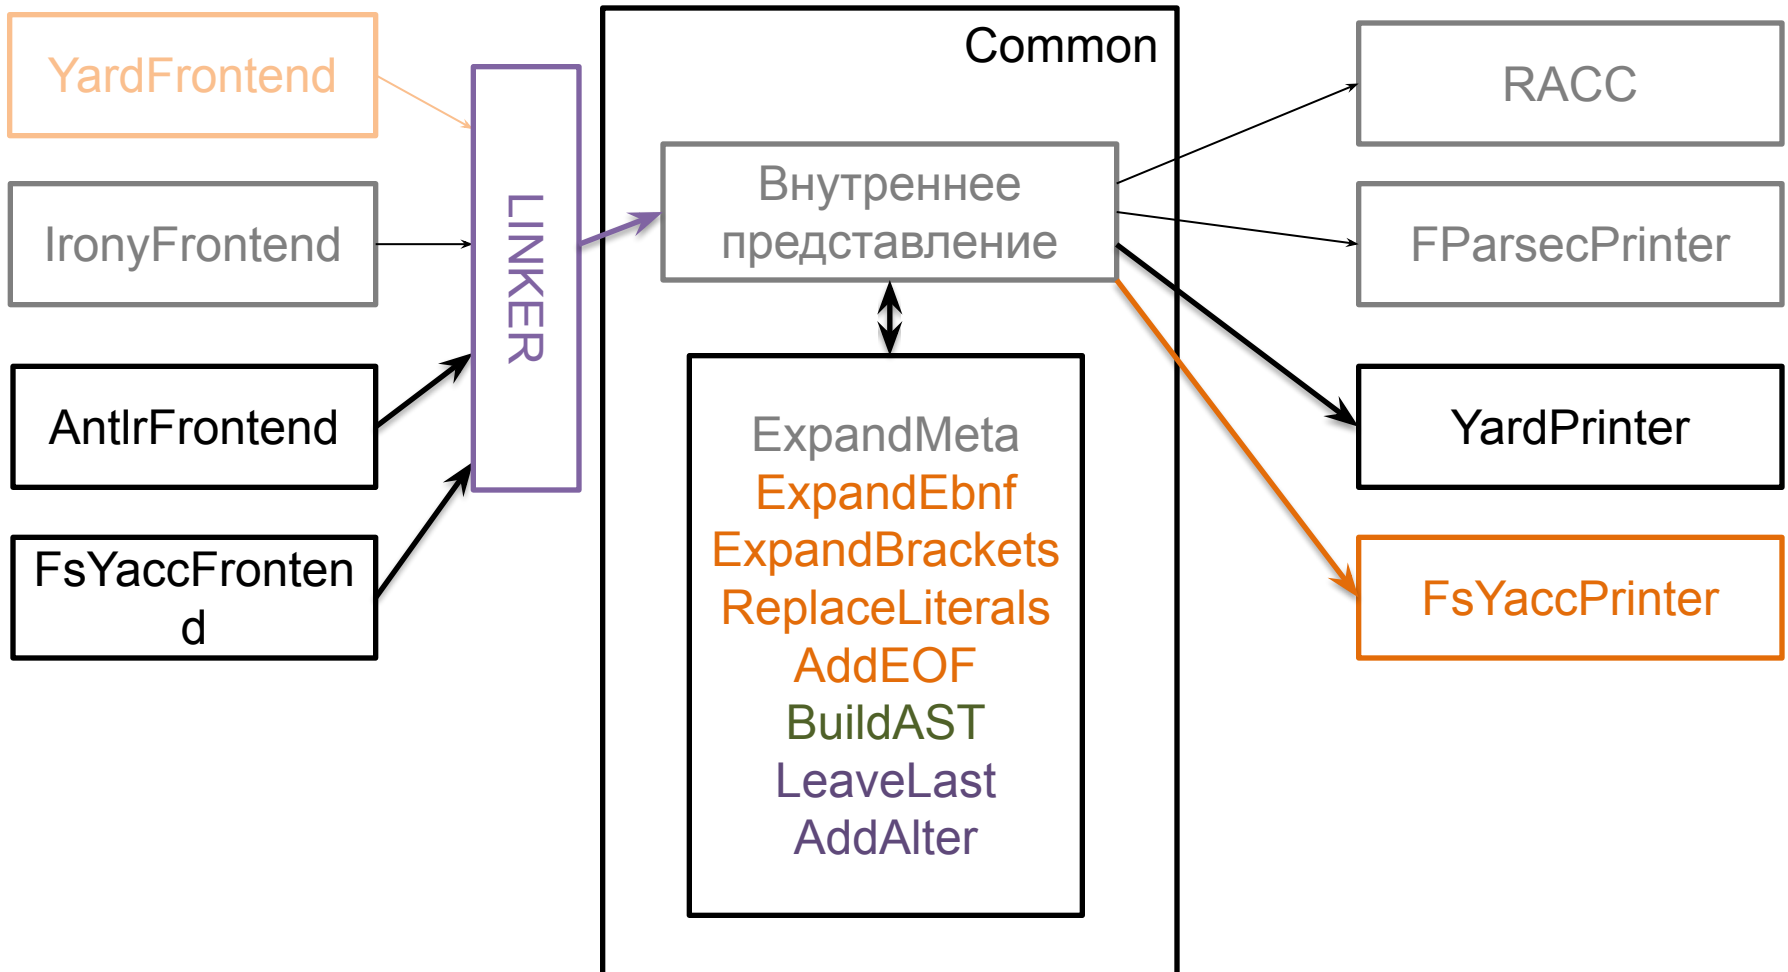 YardFrontend
IronyFrontend
AntlrFrontend
FsYaccFronten
d
LINKER
Common
Внутреннее
представление
ExpandMeta
ExpandEbnf
ExpandBrackets
ReplaceLiterals
AddEOF
BuildAST
LeaveLast
AddAlter
RACC
FParsecPrinter
YardPrinter
FsYaccPrinter